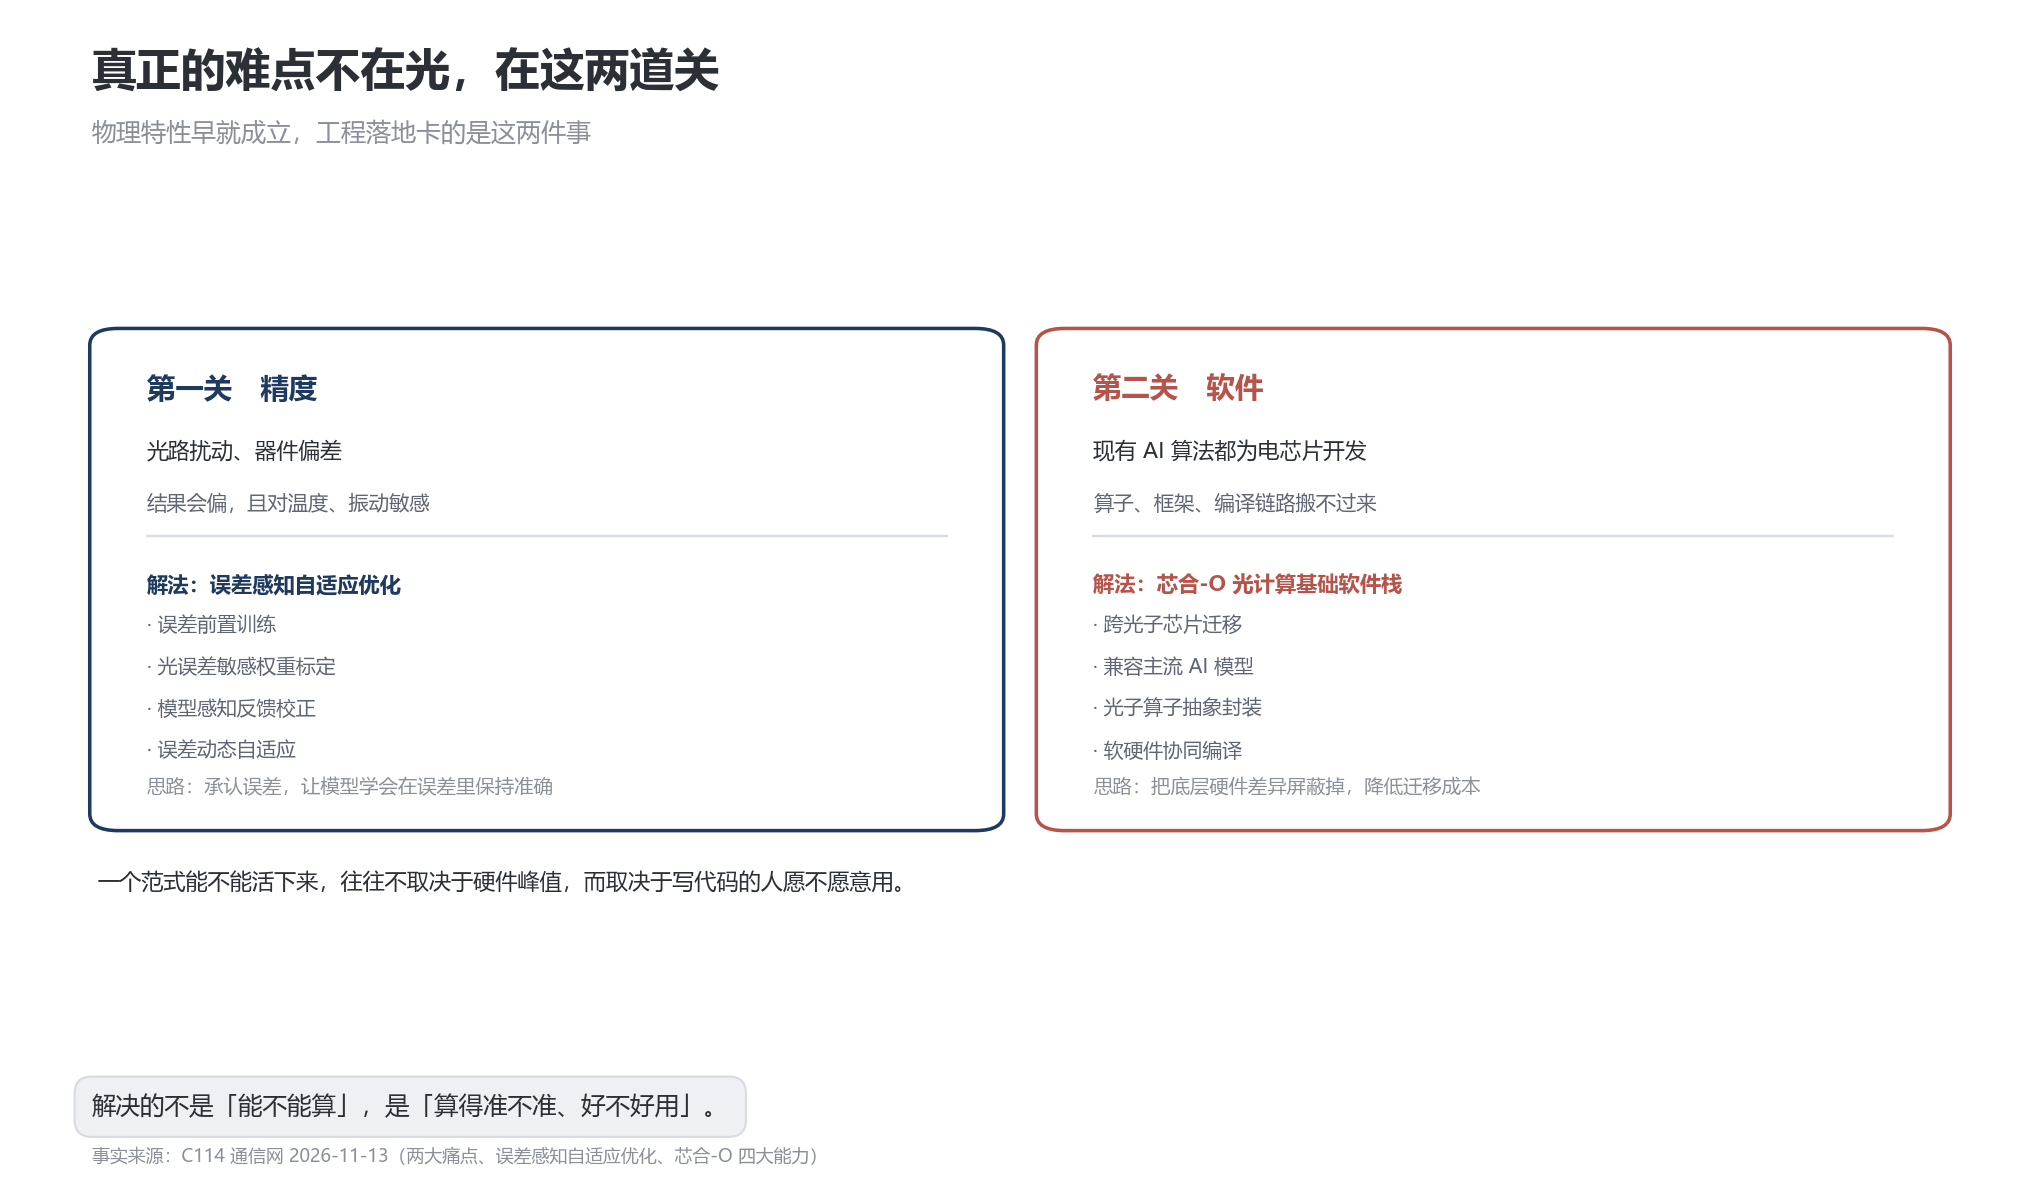 真正的难点不在光，在这两道关
物理特性早就成立，工程落地卡的是这两件事
第一关　精度
光路扰动、器件偏差
结果会偏，且对温度、振动敏感
解法：误差感知自适应优化
· 误差前置训练
· 光误差敏感权重标定
· 模型感知反馈校正
· 误差动态自适应
思路：承认误差，让模型学会在误差里保持准确
第二关　软件
现有 AI 算法都为电芯片开发
算子、框架、编译链路搬不过来
解法：芯合-O 光计算基础软件栈
· 跨光子芯片迁移
· 兼容主流 AI 模型
· 光子算子抽象封装
· 软硬件协同编译
思路：把底层硬件差异屏蔽掉，降低迁移成本
一个范式能不能活下来，往往不取决于硬件峰值，而取决于写代码的人愿不愿意用。
解决的不是「能不能算」，是「算得准不准、好不好用」。
事实来源：C114 通信网 2026-11-13（两大痛点、误差感知自适应优化、芯合-O 四大能力）